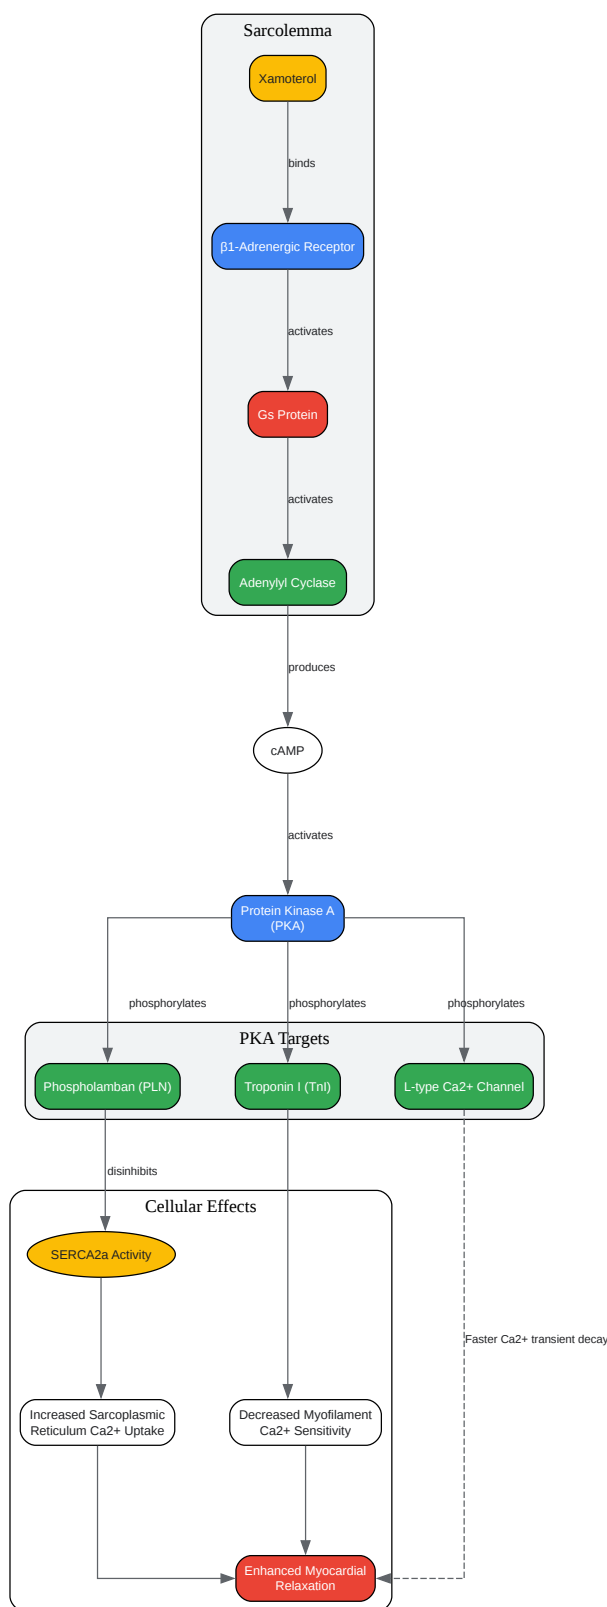 Sarcolemma
Xamoterol
binds
β1-Adrenergic Receptor
activates
Gs Protein
activates
Adenylyl Cyclase
produces
cAMP
activates
Protein Kinase A
(PKA)
phosphorylates
phosphorylates
phosphorylates
PKA Targets
Phospholamban (PLN)
Troponin I (TnI)
L-type Ca2+ Channel
disinhibits
Cellular Effects
SERCA2a Activity
Faster Ca2+ transient decay
Increased Sarcoplasmic
Reticulum Ca2+ Uptake
Decreased Myofilament
Ca2+ Sensitivity
Enhanced Myocardial
Relaxation